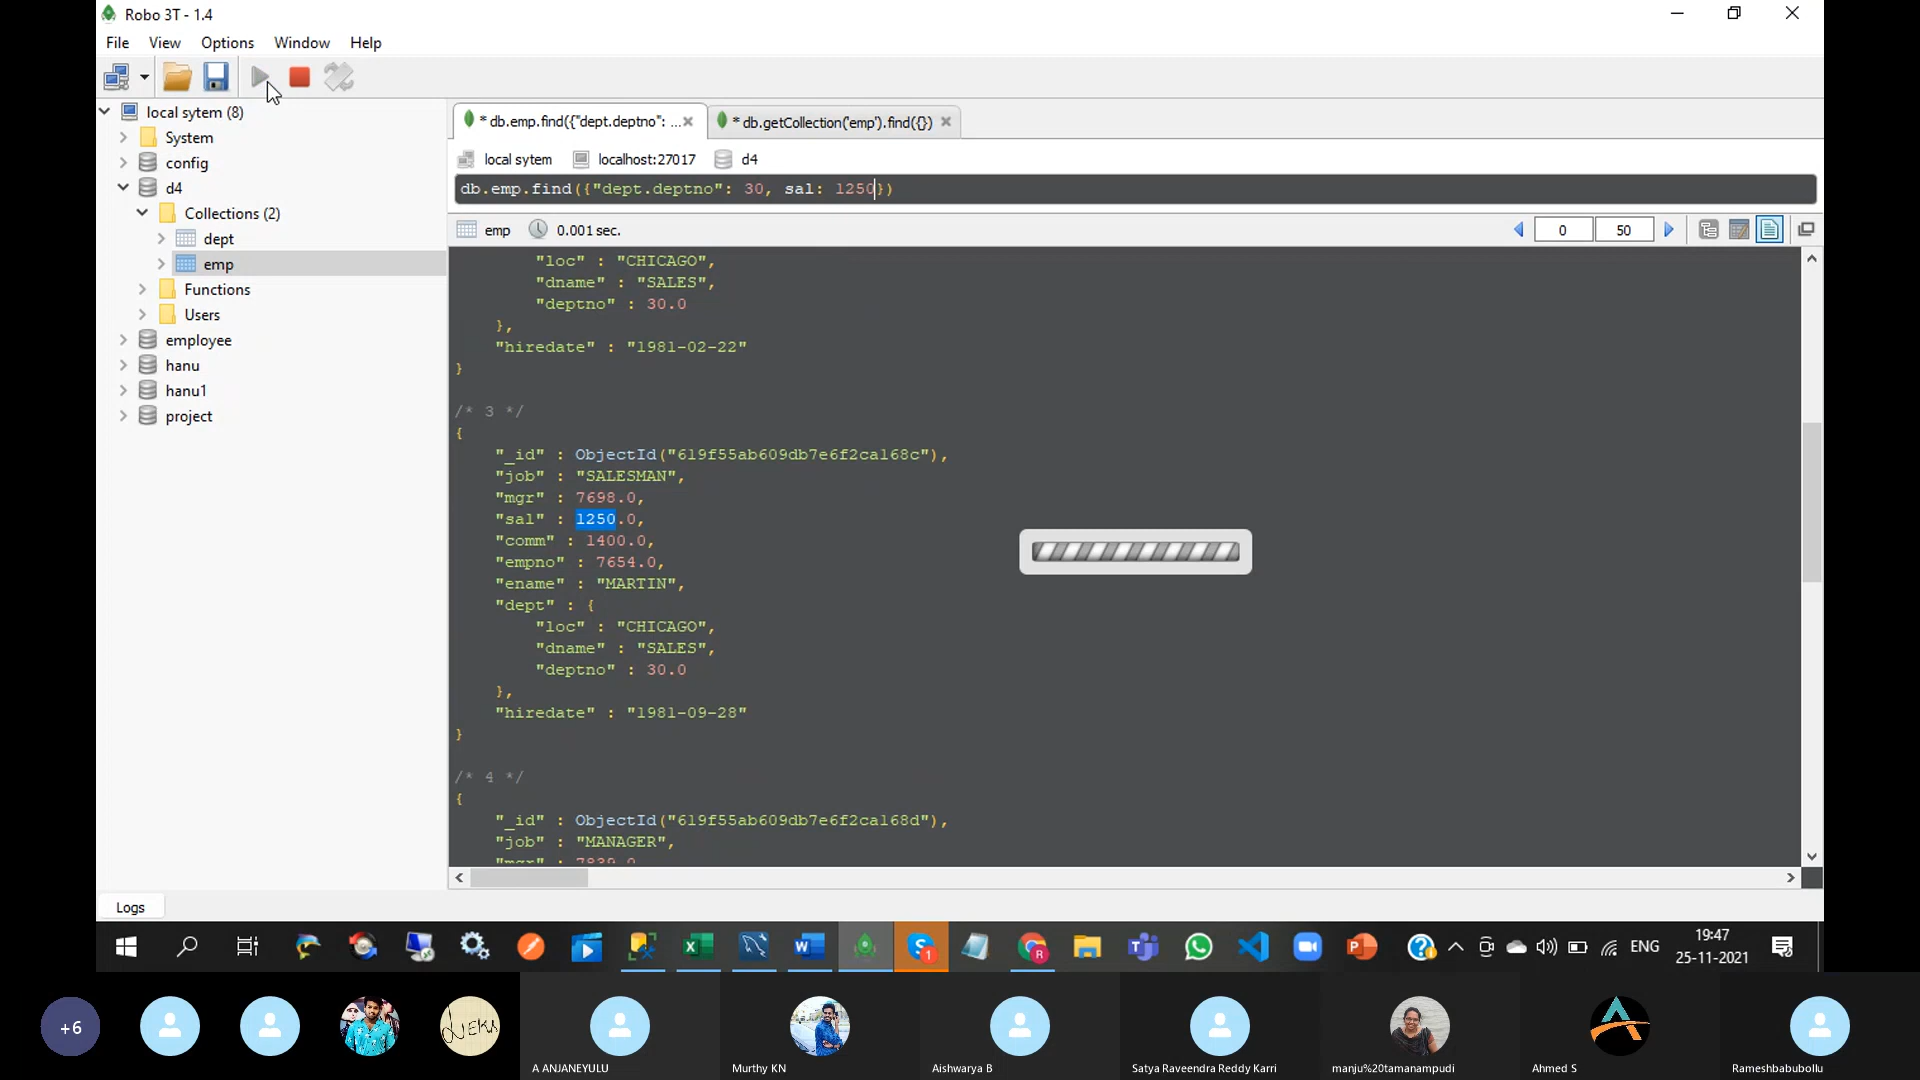 Robo 3T - 1.4
File View Options Window Help
local sytem (8)
System
config
d4
Collections (2)
dept
emp
Functions
Users
employee
hanu
hanu1
project
* db.emp.find({"dept.deptno": ...
* db.getCollection('emp').find({})
local sytem localhost:27017 d4
db.emp.find({"dept.deptno": 30, sal: 1250})
emp 0.001 sec. 0 50
"loc" : "CHICAGO",
"dname" : "SALES",
"deptno" : 30.0
},
"hiredate" : "1981-02-22"
}
/* 3 */
{
"_id" : ObjectId("619f55ab609db7e6f2ca168c"),
"job" : "SALESMAN",
"mgr" : 7698.0,
"sal" : 1250.0,
"comm" : 1400.0,
"empno" : 7654.0,
"ename" : "MARTIN",
"dept" : {
"loc" : "CHICAGO",
"dname" : "SALES",
"deptno" : 30.0
},
"hiredate" : "1981-09-28"
}
/* 4 */
{
"_id" : ObjectId("619f55ab609db7e6f2ca168d"),
"job" : "MANAGER",
"mgr" : 7839.0
Logs
ENG
19:47
25-11-2021
+6
A ANJANEYULU
Murthy KN
Aishwarya B
Satya Raveendra Reddy Karri
manju%20tamanampudi
Ahmed S
Rameshbabubollu